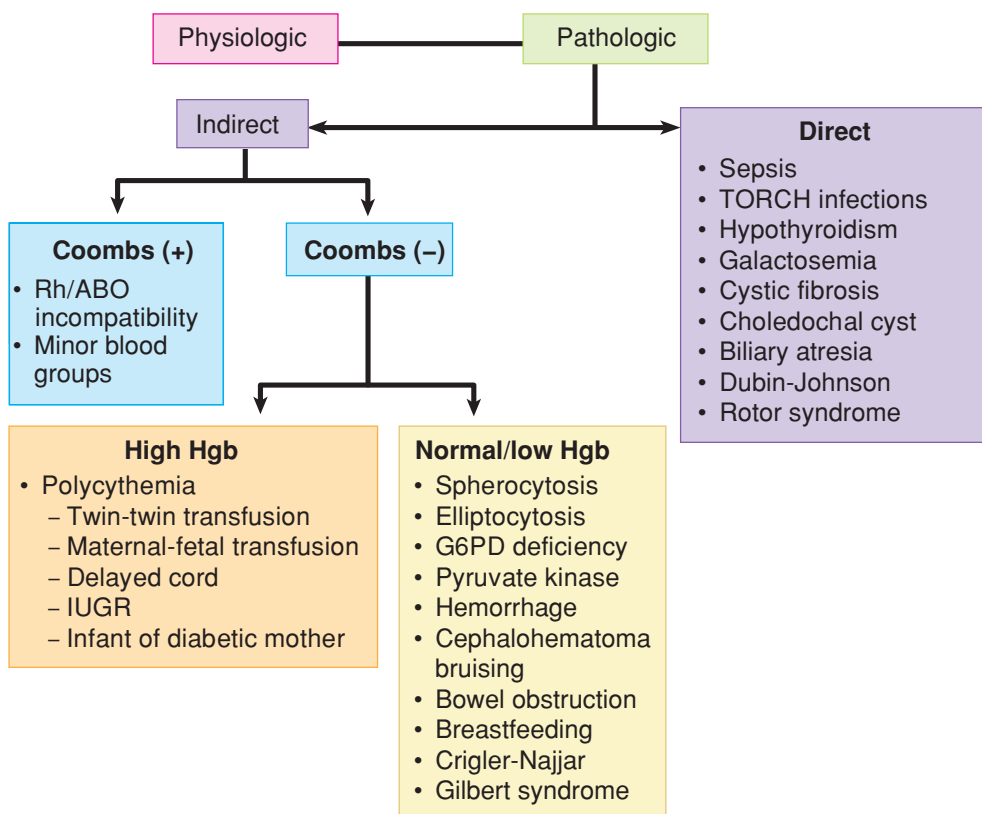 Physiologic
Pathologic
Indirect
Direct
• Sepsis
• TORCH infections
• Hypothyroidism
• Galactosemia
• Cystic fibrosis
• Choledochal cyst
• Biliary atresia
• Dubin-Johnson
• Rotor syndrome
Coombs (+)
• Rh/ABO
incompatibility
• Minor blood
groups
Coombs (−)
High Hgb
• Polycythemia
– Twin-twin transfusion
– Maternal-fetal transfusion
– Delayed cord
– IUGR
– Infant of diabetic mother
Normal/low Hgb
• Spherocytosis
• Elliptocytosis
• G6PD deficiency
• Pyruvate kinase
• Hemorrhage
• Cephalohematoma
bruising
• Bowel obstruction
• Breastfeeding
• Crigler-Najjar
• Gilbert syndrome